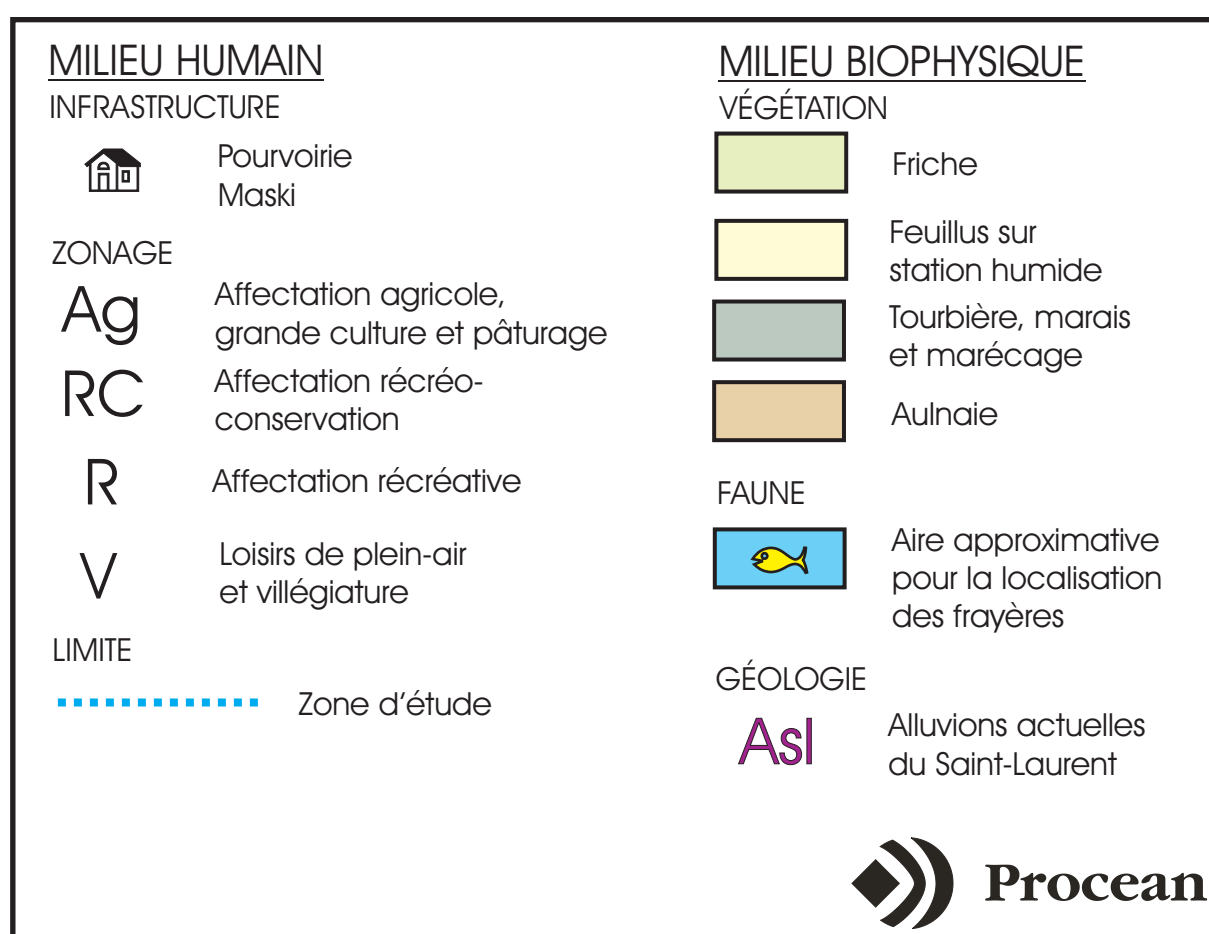 MILIEU HUMAIN
INFRASTRUCTURE
Pourvoirie
Maski
ZONAGE
Ag
Affectation agricole,
grande culture et pâturage
RC
Affectation récréo-
conservation
R
Affectation récréative
V
Loisirs de plein-air
et villégiature
LIMITE
Zone d'étude
MILIEU BIOPHYSIQUE
VÉGÉTATION
Friche
Feuillus sur
station humide
Tourbière, marais
et marécage
Aulnaie
FAUNE
Aire approximative
pour la localisation
des frayères
GÉOLOGIE
Asl
Alluvions actuelles
du Saint-Laurent
Procean